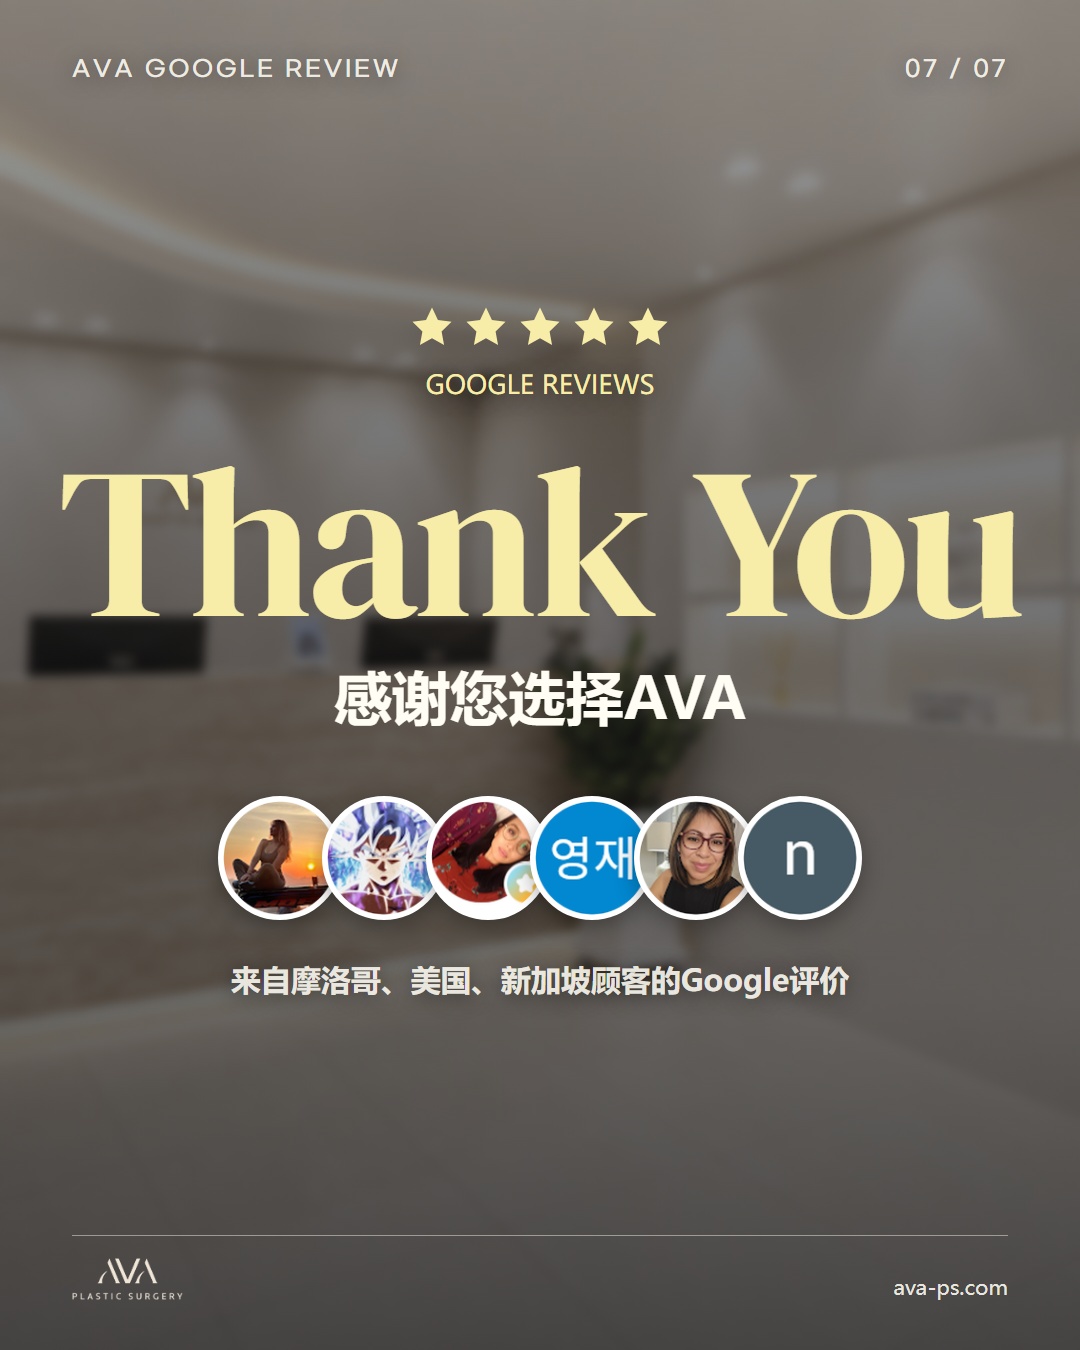 AVA GOOGLE REVIEW
07 / 07
GOOGLE REVIEWS
Thank You
感谢您选择AVA
영재
n
来自摩洛哥、美国、新加坡顾客的Google评价
AVA
PLASTIC SURGERY
ava-ps.com